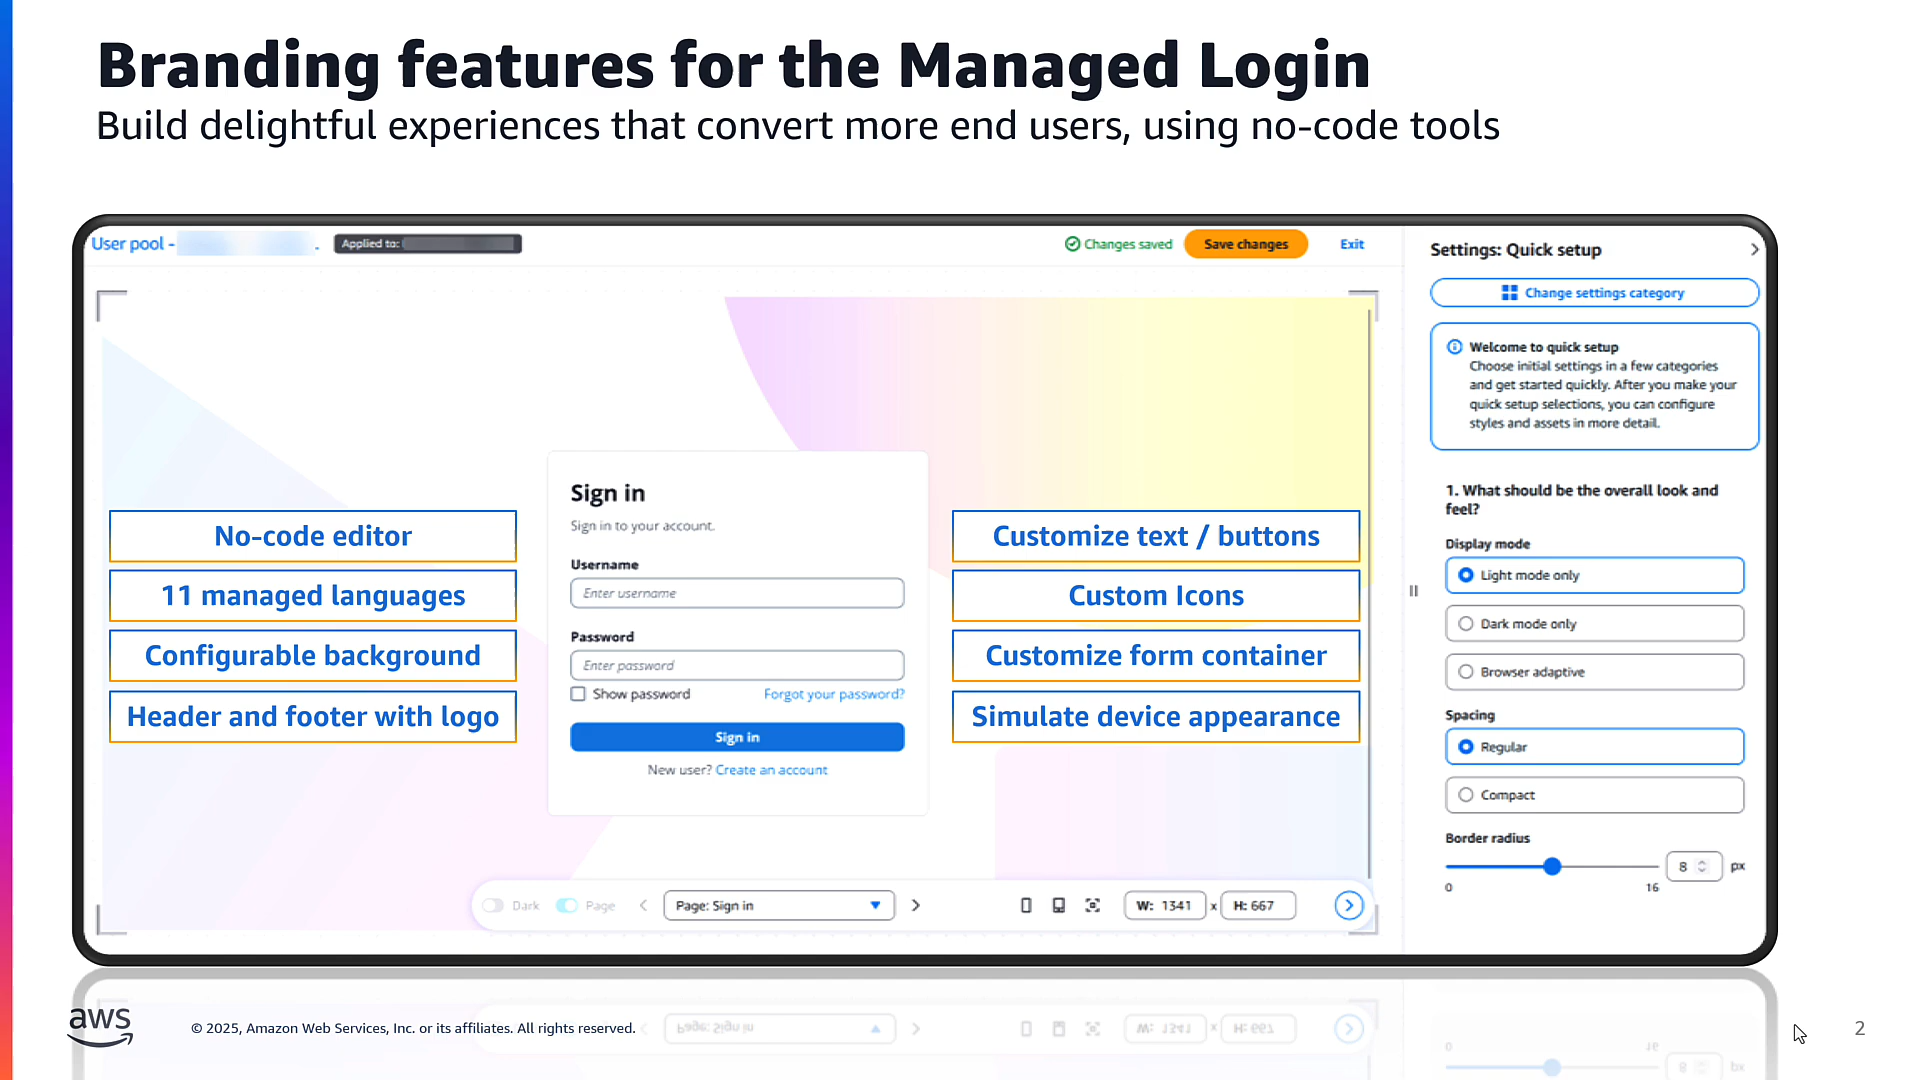 Branding features for the Managed Login
Build delightful experiences that convert more end users, using no-code tools
User pool -
Applied to:
Changes saved
Save changes
Exit
Settings: Quick setup
Change settings category
Welcome to quick setup
Choose initial settings in a few categories
and get started quickly. After you make your
quick setup selections, you can configure
styles and assets in more detail.
1. What should be the overall look and
feel?
Display mode
Light mode only
Dark mode only
Browser adaptive
Spacing
Regular
Compact
Border radius
8 px
0 16
No-code editor
11 managed languages
Configurable background
Header and footer with logo
Sign in
Sign in to your account.
Username
Enter username
Password
Enter password
Show password Forgot your password?
Sign in
New user? Create an account
Customize text / buttons
Custom Icons
Customize form container
Simulate device appearance
Dark Page Page: Sign in W: 1341 x H: 667
aws
© 2025, Amazon Web Services, Inc. or its affiliates. All rights reserved.
2